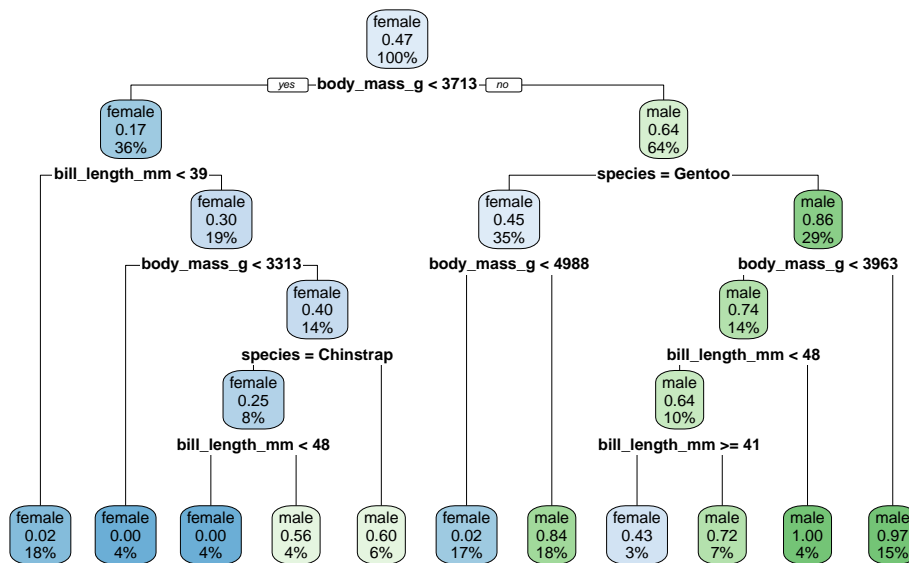 female
0.47
100%
yes body_mass_g < 3713 no
female
0.17
36%
male
0.64
64%
bill_length_mm < 39
species = Gentoo
female
0.30
19%
female
0.45
35%
male
0.86
29%
body_mass_g < 3313
body_mass_g < 4988
body_mass_g < 3963
female
0.40
14%
male
0.74
14%
species = Chinstrap
bill_length_mm < 48
female
0.25
8%
male
0.64
10%
bill_length_mm < 48
bill_length_mm >= 41
female
0.02
18%
female
0.00
4%
female
0.00
4%
male
0.56
4%
male
0.60
6%
female
0.02
17%
male
0.84
18%
female
0.43
3%
male
0.72
7%
male
1.00
4%
male
0.97
15%